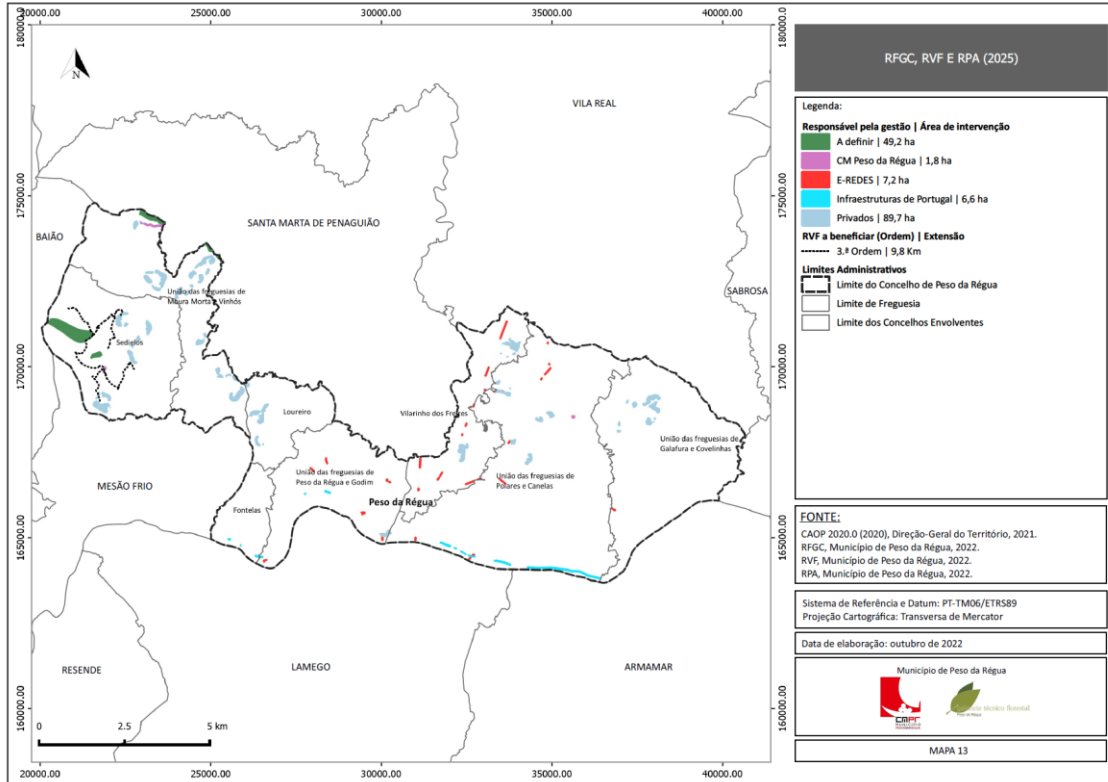 20000.00 25000.00 30000.00 35000.00 40000.00
180000.0
N
VILA REAL
175000.00
SANTA MARTA DE PENAGUIÃO
BAIÃO
SABROSA
União das freguesias de
Moura Morta e Vinhós
Sedielos
170000.00
Loureiro
Vilarinho dos Freires
União das freguesias de
Galafura e Covelinhas
União das freguesias de
Peso da Régua e Godim
União das freguesias de
Poiares e Canelas
MESÃO FRIO
Peso da Régua
Fontelas
165000.00
RESENDE
LAMEGO
ARMAMAR
160000.00
0 2.5 5 km
20000.00 25000.00 30000.00 35000.00 40000.00
180000.0
175000.00
170000.00
165000.00
160000.00
RFGC, RVF E RPA (2025)
Legenda:
Responsável pela gestão | Área de intervenção
A definir | 49,2 ha
CM Peso da Régua | 1,8 ha
E-REDES | 7,2 ha
Infraestruturas de Portugal | 6,6 ha
Privados | 89,7 ha
RVF a beneficiar (Ordem) | Extensão
3.ª Ordem | 9,8 Km
Limites Administrativos
Limite do Concelho de Peso da Régua
Limite de Freguesia
Limite dos Concelhos Envolventes
FONTE:
CAOP 2020.0 (2020), Direção-Geral do Território, 2021.
RFGC, Município de Peso da Régua, 2022.
RVF, Município de Peso da Régua, 2022.
RPA, Município de Peso da Régua, 2022.
Sistema de Referência e Datum: PT-TM06/ETRS89
Projeção Cartográfica: Transversa de Mercator
Data de elaboração: outubro de 2022
Município de Peso da Régua
CMPR
técnico florestal
Peso da Régua
MAPA 13